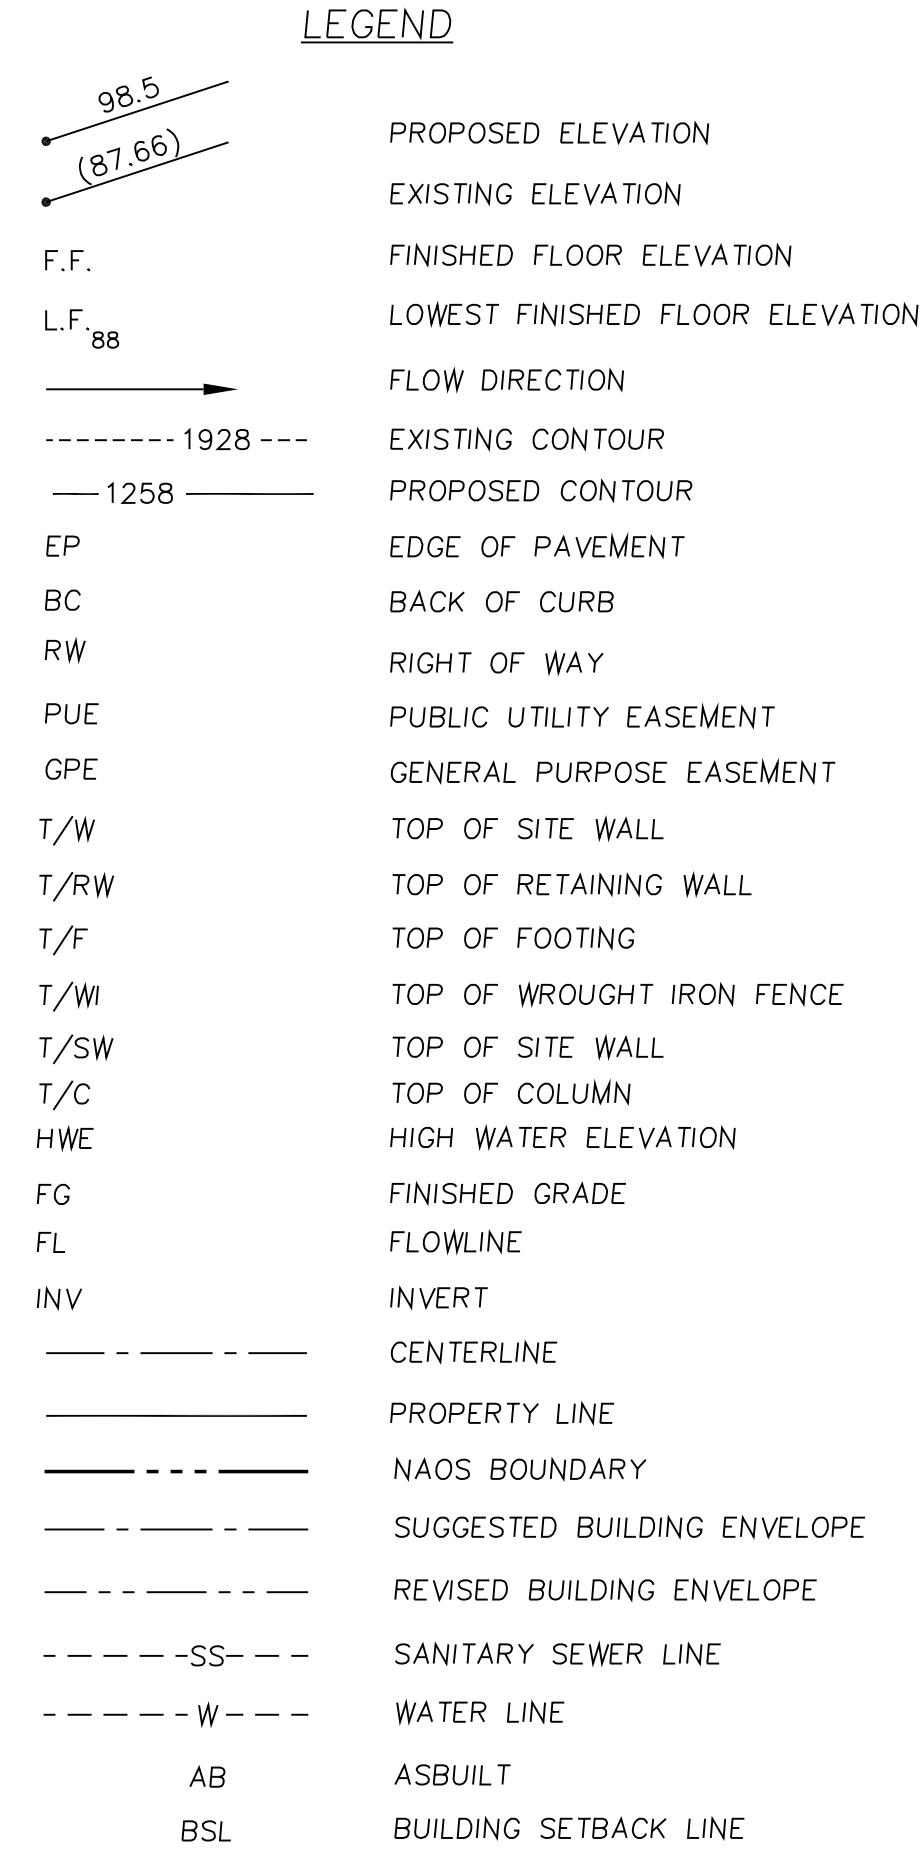 LEGEND
98.5 PROPOSED ELEVATION
(87.66) EXISTING ELEVATION
F.F. FINISHED FLOOR ELEVATION
L.F.88 LOWEST FINISHED FLOOR ELEVATION
FLOW DIRECTION
1928 EXISTING CONTOUR
1258 PROPOSED CONTOUR
EP EDGE OF PAVEMENT
BC BACK OF CURB
RW RIGHT OF WAY
PUE PUBLIC UTILITY EASEMENT
GPE GENERAL PURPOSE EASEMENT
T/W TOP OF SITE WALL
T/RW TOP OF RETAINING WALL
T/F TOP OF FOOTING
T/WI TOP OF WROUGHT IRON FENCE
T/SW TOP OF SITE WALL
T/C TOP OF COLUMN
HWE HIGH WATER ELEVATION
FG FINISHED GRADE
FL FLOWLINE
INV INVERT
CENTERLINE
PROPERTY LINE
NAOS BOUNDARY
SUGGESTED BUILDING ENVELOPE
REVISED BUILDING ENVELOPE
SS SANITARY SEWER LINE
W WATER LINE
AB ASBUILT
BSL BUILDING SETBACK LINE